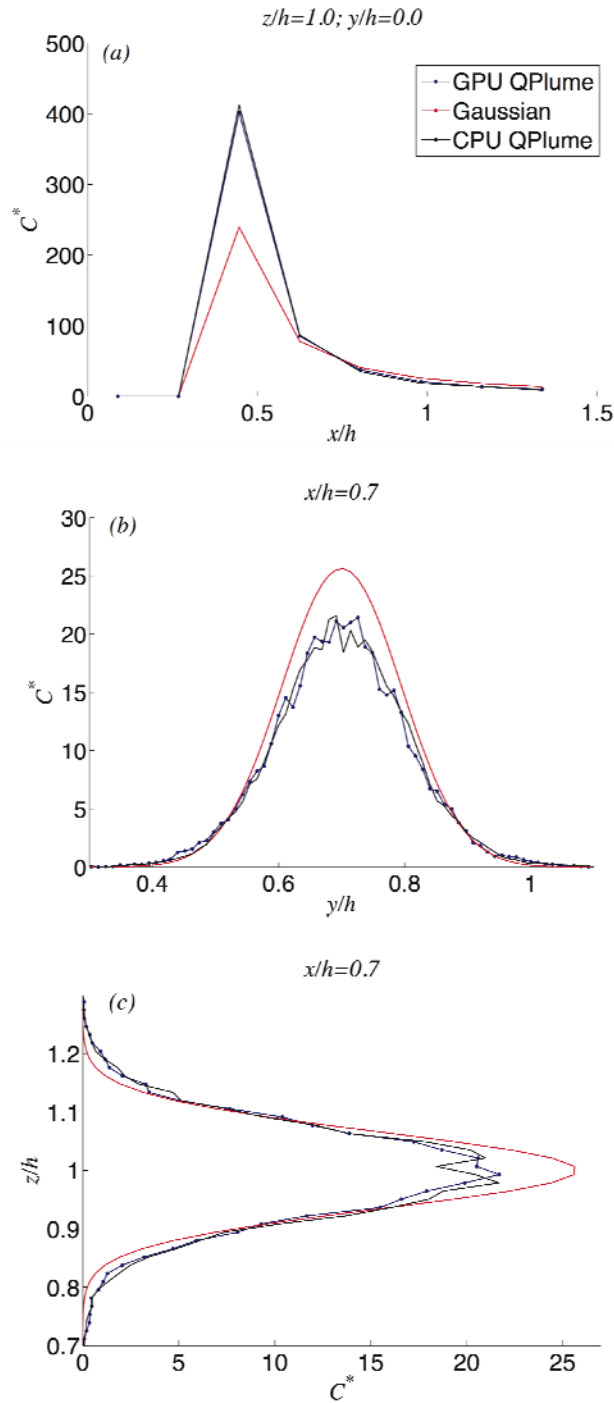 z/h=1.0; y/h=0.0
(a)
500
400
300
200
100
0
C*
GPU QPlume
Gaussian
CPU QPlume
0 0.5 1 1.5
x/h
x/h=0.7
(b)
30
25
20
15
10
5
0
C*
0.4 0.6 0.8 1
y/h
x/h=0.7
(c)
1.2
1.1
1
0.9
0.8
0.7
z/h
0 5 10 15 20 25
C*